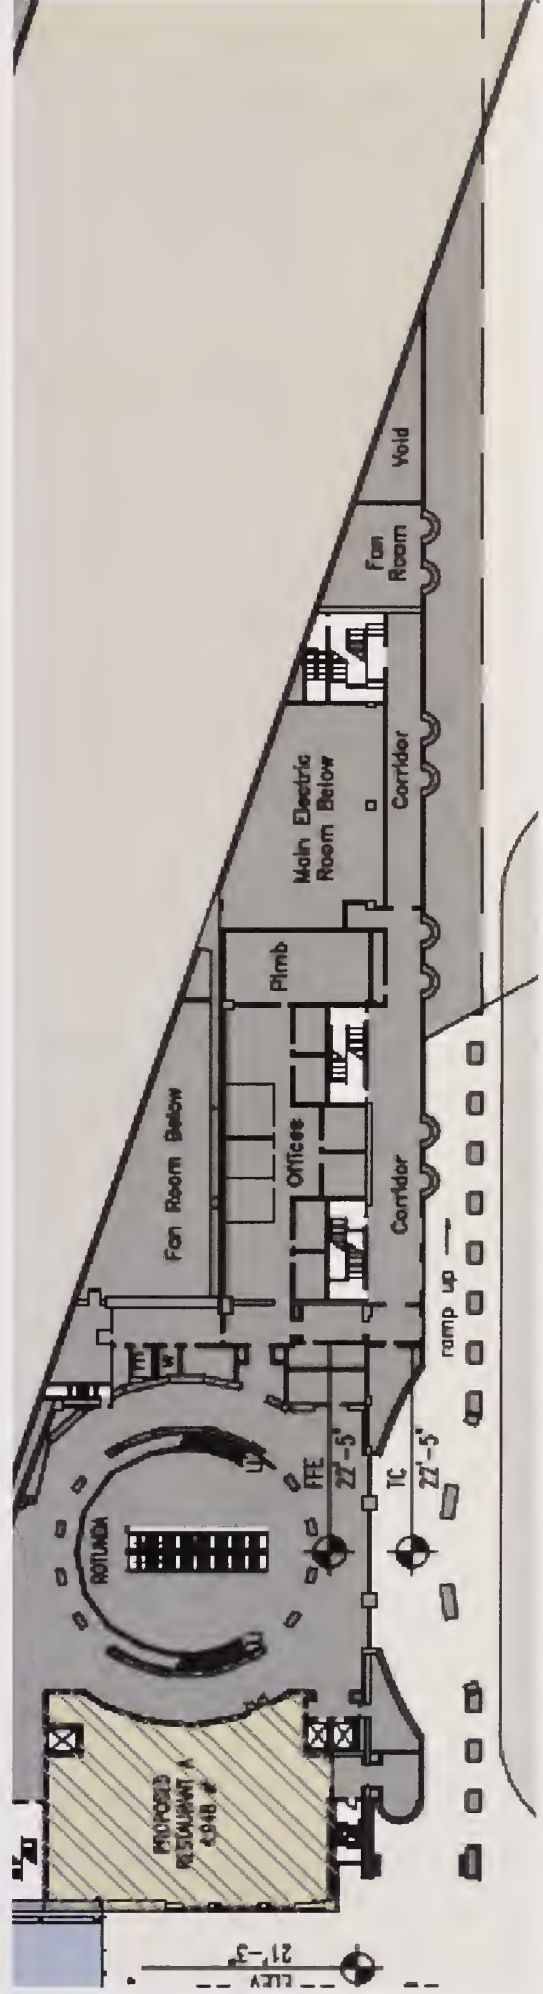 Void
Fan
Room
Corridor
Main Electric
Room Below
Plmb
Fan Room Below
Offices
Corridor
ramp up
m
w
FFE
22'-5"
TC
22'-5"
ROTUNDA
PROPOSED
RESTAURANT A
ELEV
21'-3"